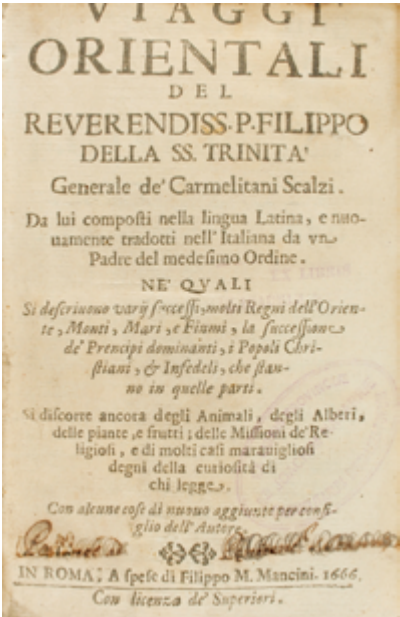 VIAGGI
ORIENTALI
DEL
REVERENDISS. P. FILIPPO
DELLA SS. TRINITA'
Generale de' Carmelitani Scalzi.
Da lui composti nella lingua Latina, e nuo-
uamente tradotti nell'Italiana da vn
Padre del medesimo Ordine.
NE' QVALI
Si descriuono varij successi, molti Regni dell'Orien-
te, Monti, Mari, e Fiumi, la successione
de' Prencipi dominanti, i Popoli Chri-
stiani, & Infedeli, che stan-
no in quelle parti.
Si discorre ancora degli Animali, degli Alberi,
delle piante, e frutti; delle Missioni de' Re-
ligiosi, e di molti casi marauigliosi
degni della curiosità di
chi legge.
Con alcune cose di nuouo aggiunte per consi-
glio dell'Autore.
IN ROMA; A spese di Filippo M. Mancini. 1666.
Con licenza de' Superiori.